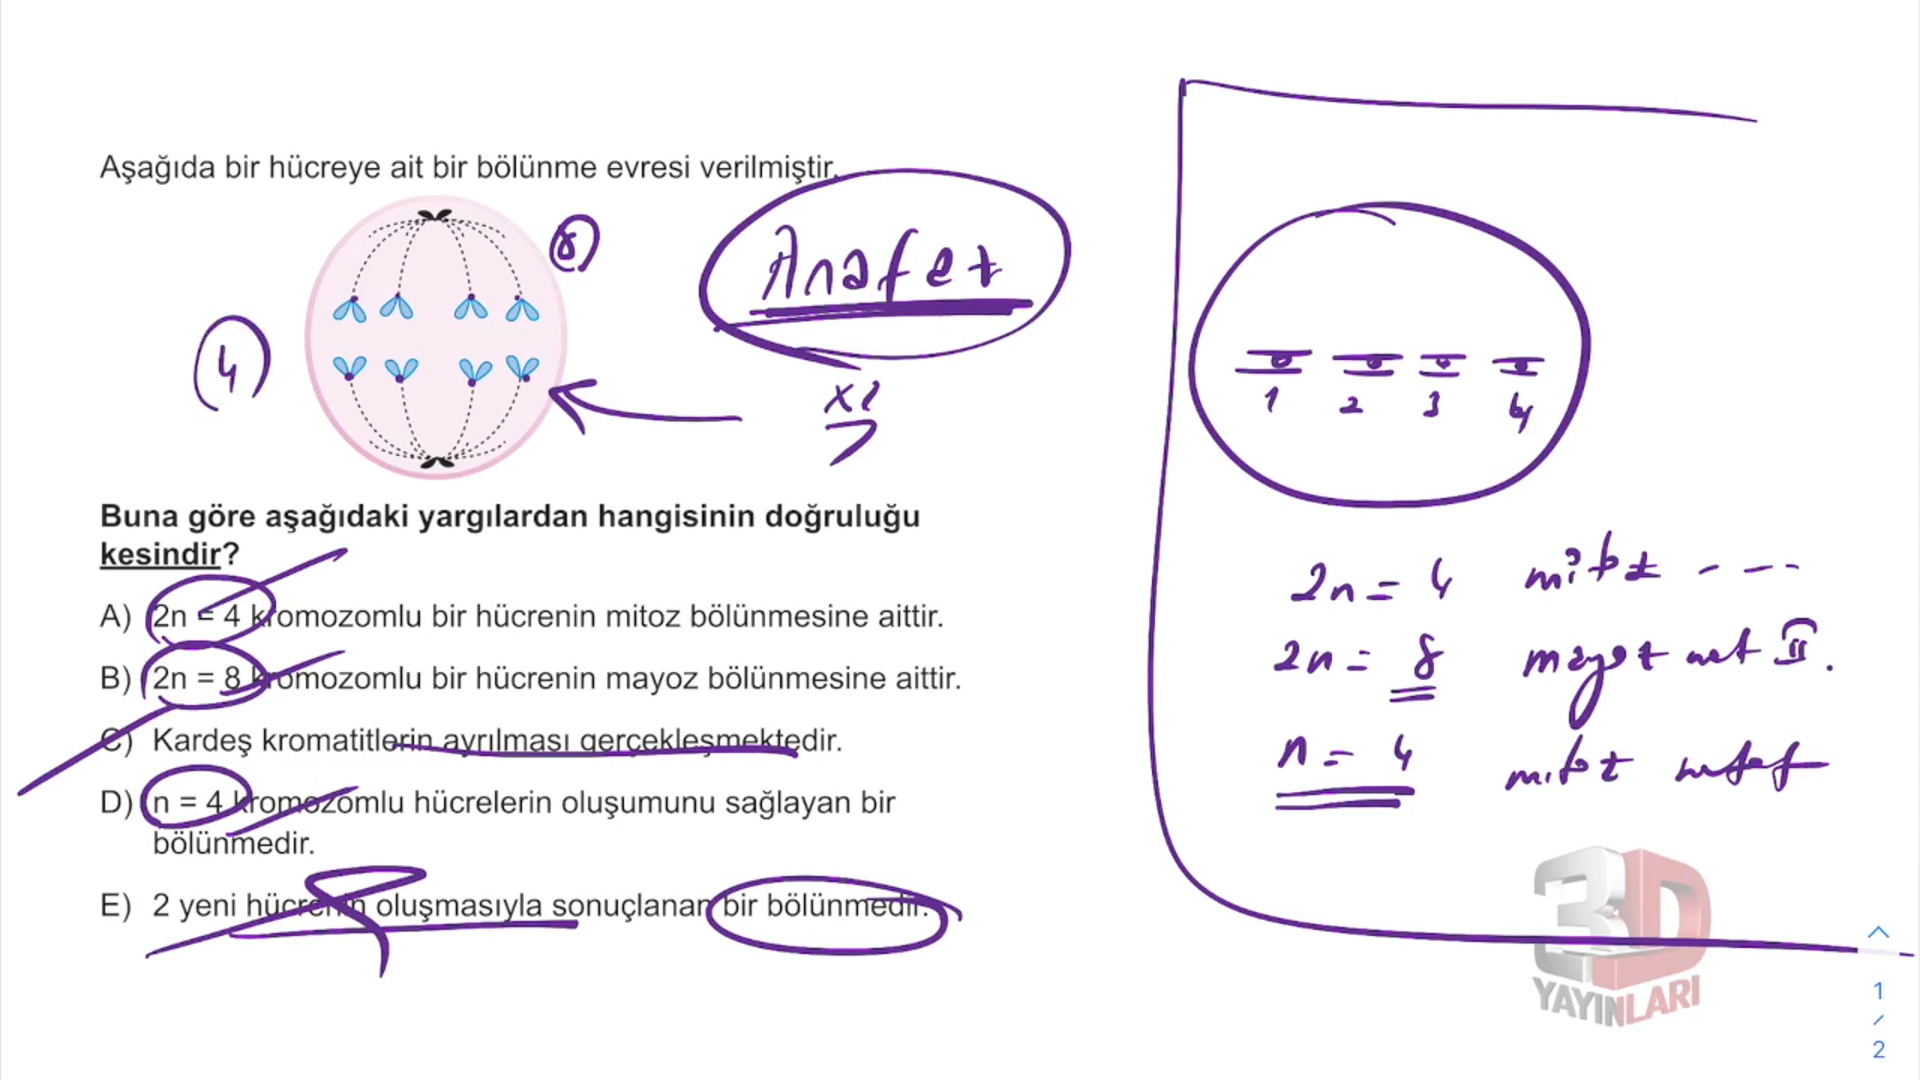 Aşağıda bir hücreye ait bir bölünme evresi verilmiştir.
8
Anafet
4
x2
1 2 3 4
Buna göre aşağıdaki yargılardan hangisinin doğruluğu
kesindir?
A) 2n = 4 kromozomlu bir hücrenin mitoz bölünmesine aittir.
B) 2n = 8 kromozomlu bir hücrenin mayoz bölünmesine aittir.
C) Kardeş kromatitlerin ayrılması gerçekleşmektedir.
D) n = 4 kromozomlu hücrelerin oluşumunu sağlayan bir
bölünmedir.
E) 2 yeni hücrenin oluşmasıyla sonuçlanan bir bölünmedir.
2n = 4 mitoz ----
2n = 8 mayoz II.
n = 4 mitoz
3D
YAYINLARI
1
/
2